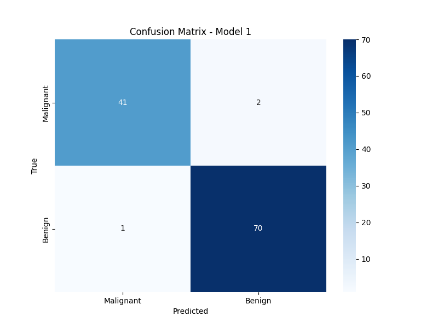 Confusion Matrix - Model 1
True
Malignant
Benign
41
2
1
70
Malignant
Benign
Predicted
70
60
50
40
30
20
10